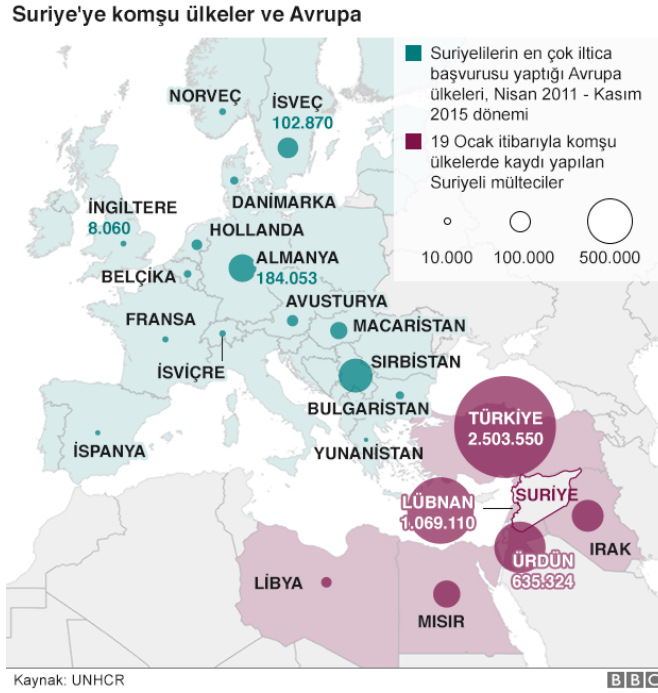 Suriye'ye komşu ülkeler ve Avrupa
Suriyelilerin en çok iltica
başvurusu yaptığı Avrupa
ülkeleri, Nisan 2011 - Kasım
2015 dönemi
19 Ocak itibarıyla komşu
ülkelerde kaydı yapılan
Suriyeli mülteciler
10.000
100.000
500.000
NORVEÇ
İSVEÇ
102.870
DANİMARKA
İNGİLTERE
8.060
HOLLANDA
ALMANYA
184.053
BELÇİKA
AVUSTURYA
FRANSA
MACARİSTAN
İSVİÇRE
SIRBİSTAN
BULGARİSTAN
İSPANYA
YUNANİSTAN
TÜRKİYE
2.503.550
LÜBNAN
1.069.110
SURİYE
IRAK
ÜRDÜN
635.324
LİBYA
MISIR
Kaynak: UNHCR
BBC